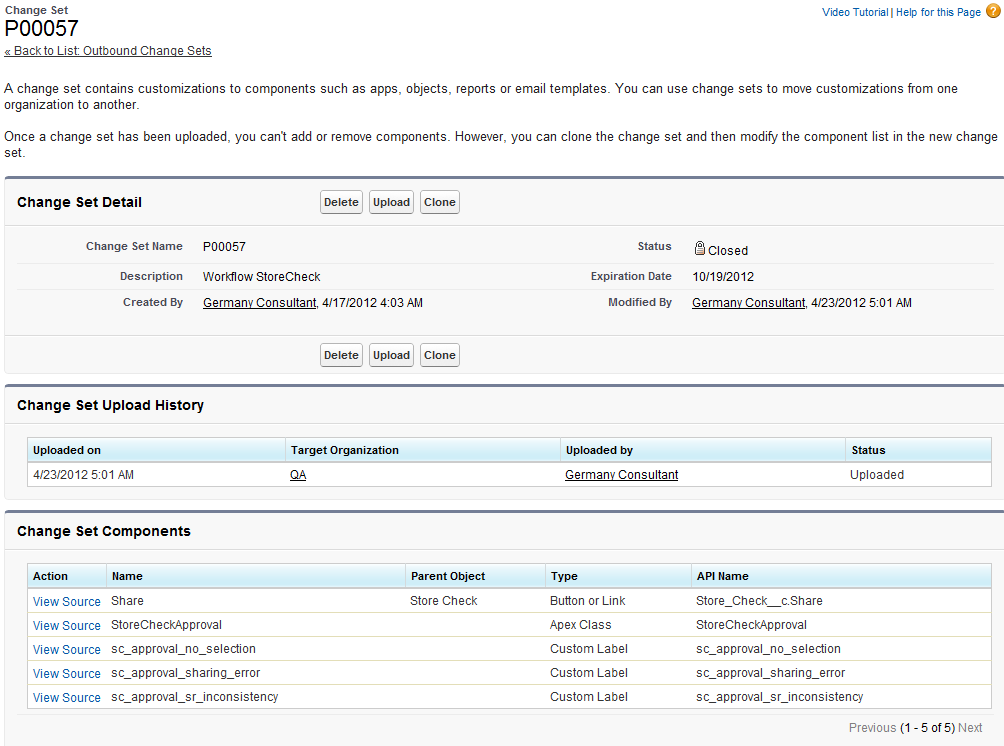 Change Set
Video Tutorial | Help for this Page ?
P00057
« Back to List: Outbound Change Sets
A change set contains customizations to components such as apps, objects, reports or email templates. You can use change sets to move customizations from one
organization to another.
Once a change set has been uploaded, you can't add or remove components. However, you can clone the change set and then modify the component list in the new change
set.
Change Set Detail Delete Upload Clone
Change Set Name P00057 Status Closed
Description Workflow StoreCheck Expiration Date 10/19/2012
Created By Germany Consultant, 4/17/2012 4:03 AM Modified By Germany Consultant, 4/23/2012 5:01 AM
Delete Upload Clone
Change Set Upload History
Uploaded on Target Organization Uploaded by Status
4/23/2012 5:01 AM QA Germany Consultant Uploaded
Change Set Components
Action Name Parent Object Type API Name
View Source Share Store Check Button or Link Store_Check__c.Share
View Source StoreCheckApproval Apex Class StoreCheckApproval
View Source sc_approval_no_selection Custom Label sc_approval_no_selection
View Source sc_approval_sharing_error Custom Label sc_approval_sharing_error
View Source sc_approval_sr_inconsistency Custom Label sc_approval_sr_inconsistency
Previous (1 - 5 of 5) Next